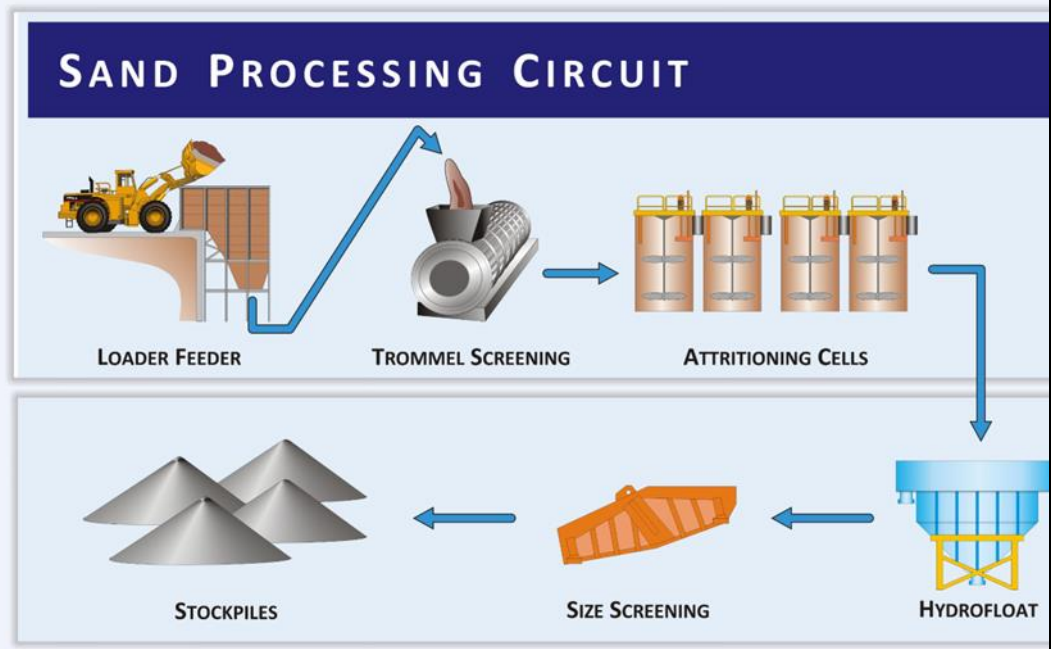 SAND PROCESSING CIRCUIT
LOADER FEEDER
TROMMEL SCREENING
ATTRITIONING CELLS
STOCKPILES
SIZE SCREENING
HYDROFLOAT